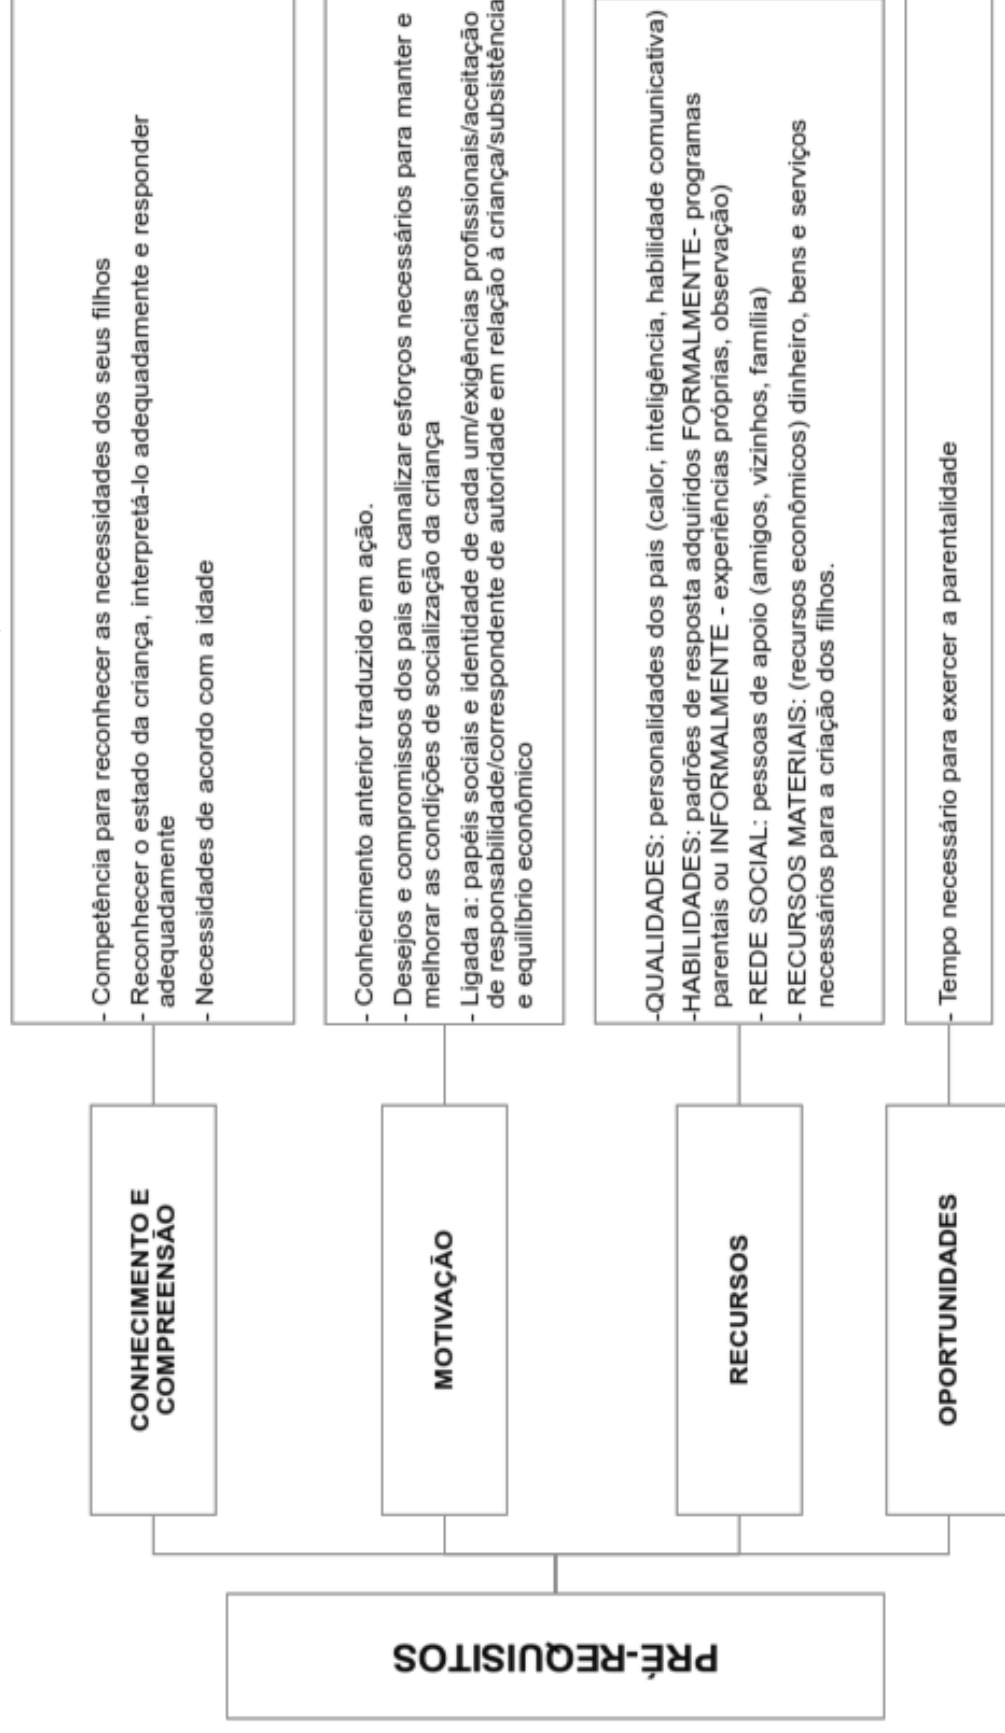 PRÉ-REQUISITOS
CONHECIMENTO E
COMPREENSÃO
- Competência para reconhecer as necessidades dos seus filhos
- Reconhecer o estado da criança, interpretá-lo adequadamente e responder
adequadamente
- Necessidades de acordo com a idade
MOTIVAÇÃO
- Conhecimento anterior traduzido em ação.
- Desejos e compromissos dos pais em canalizar esforços necessários para manter e
melhorar as condições de socialização da criança
- Ligada a: papéis sociais e identidade de cada um/exigências profissionais/aceitação
de responsabilidade/correspondente de autoridade em relação à criança/subsistência
e equilíbrio econômico
RECURSOS
-QUALIDADES: personalidades dos pais (calor, inteligência, habilidade comunicativa)
-HABILIDADES: padrões de resposta adquiridos FORMALMENTE- programas
parentais ou INFORMALMENTE - experiências próprias, observação)
- REDE SOCIAL: pessoas de apoio (amigos, vizinhos, família)
- RECURSOS MATERIAIS: (recursos econômicos) dinheiro, bens e serviços
necessários para a criação dos filhos.
OPORTUNIDADES
- Tempo necessário para exercer a parentalidade